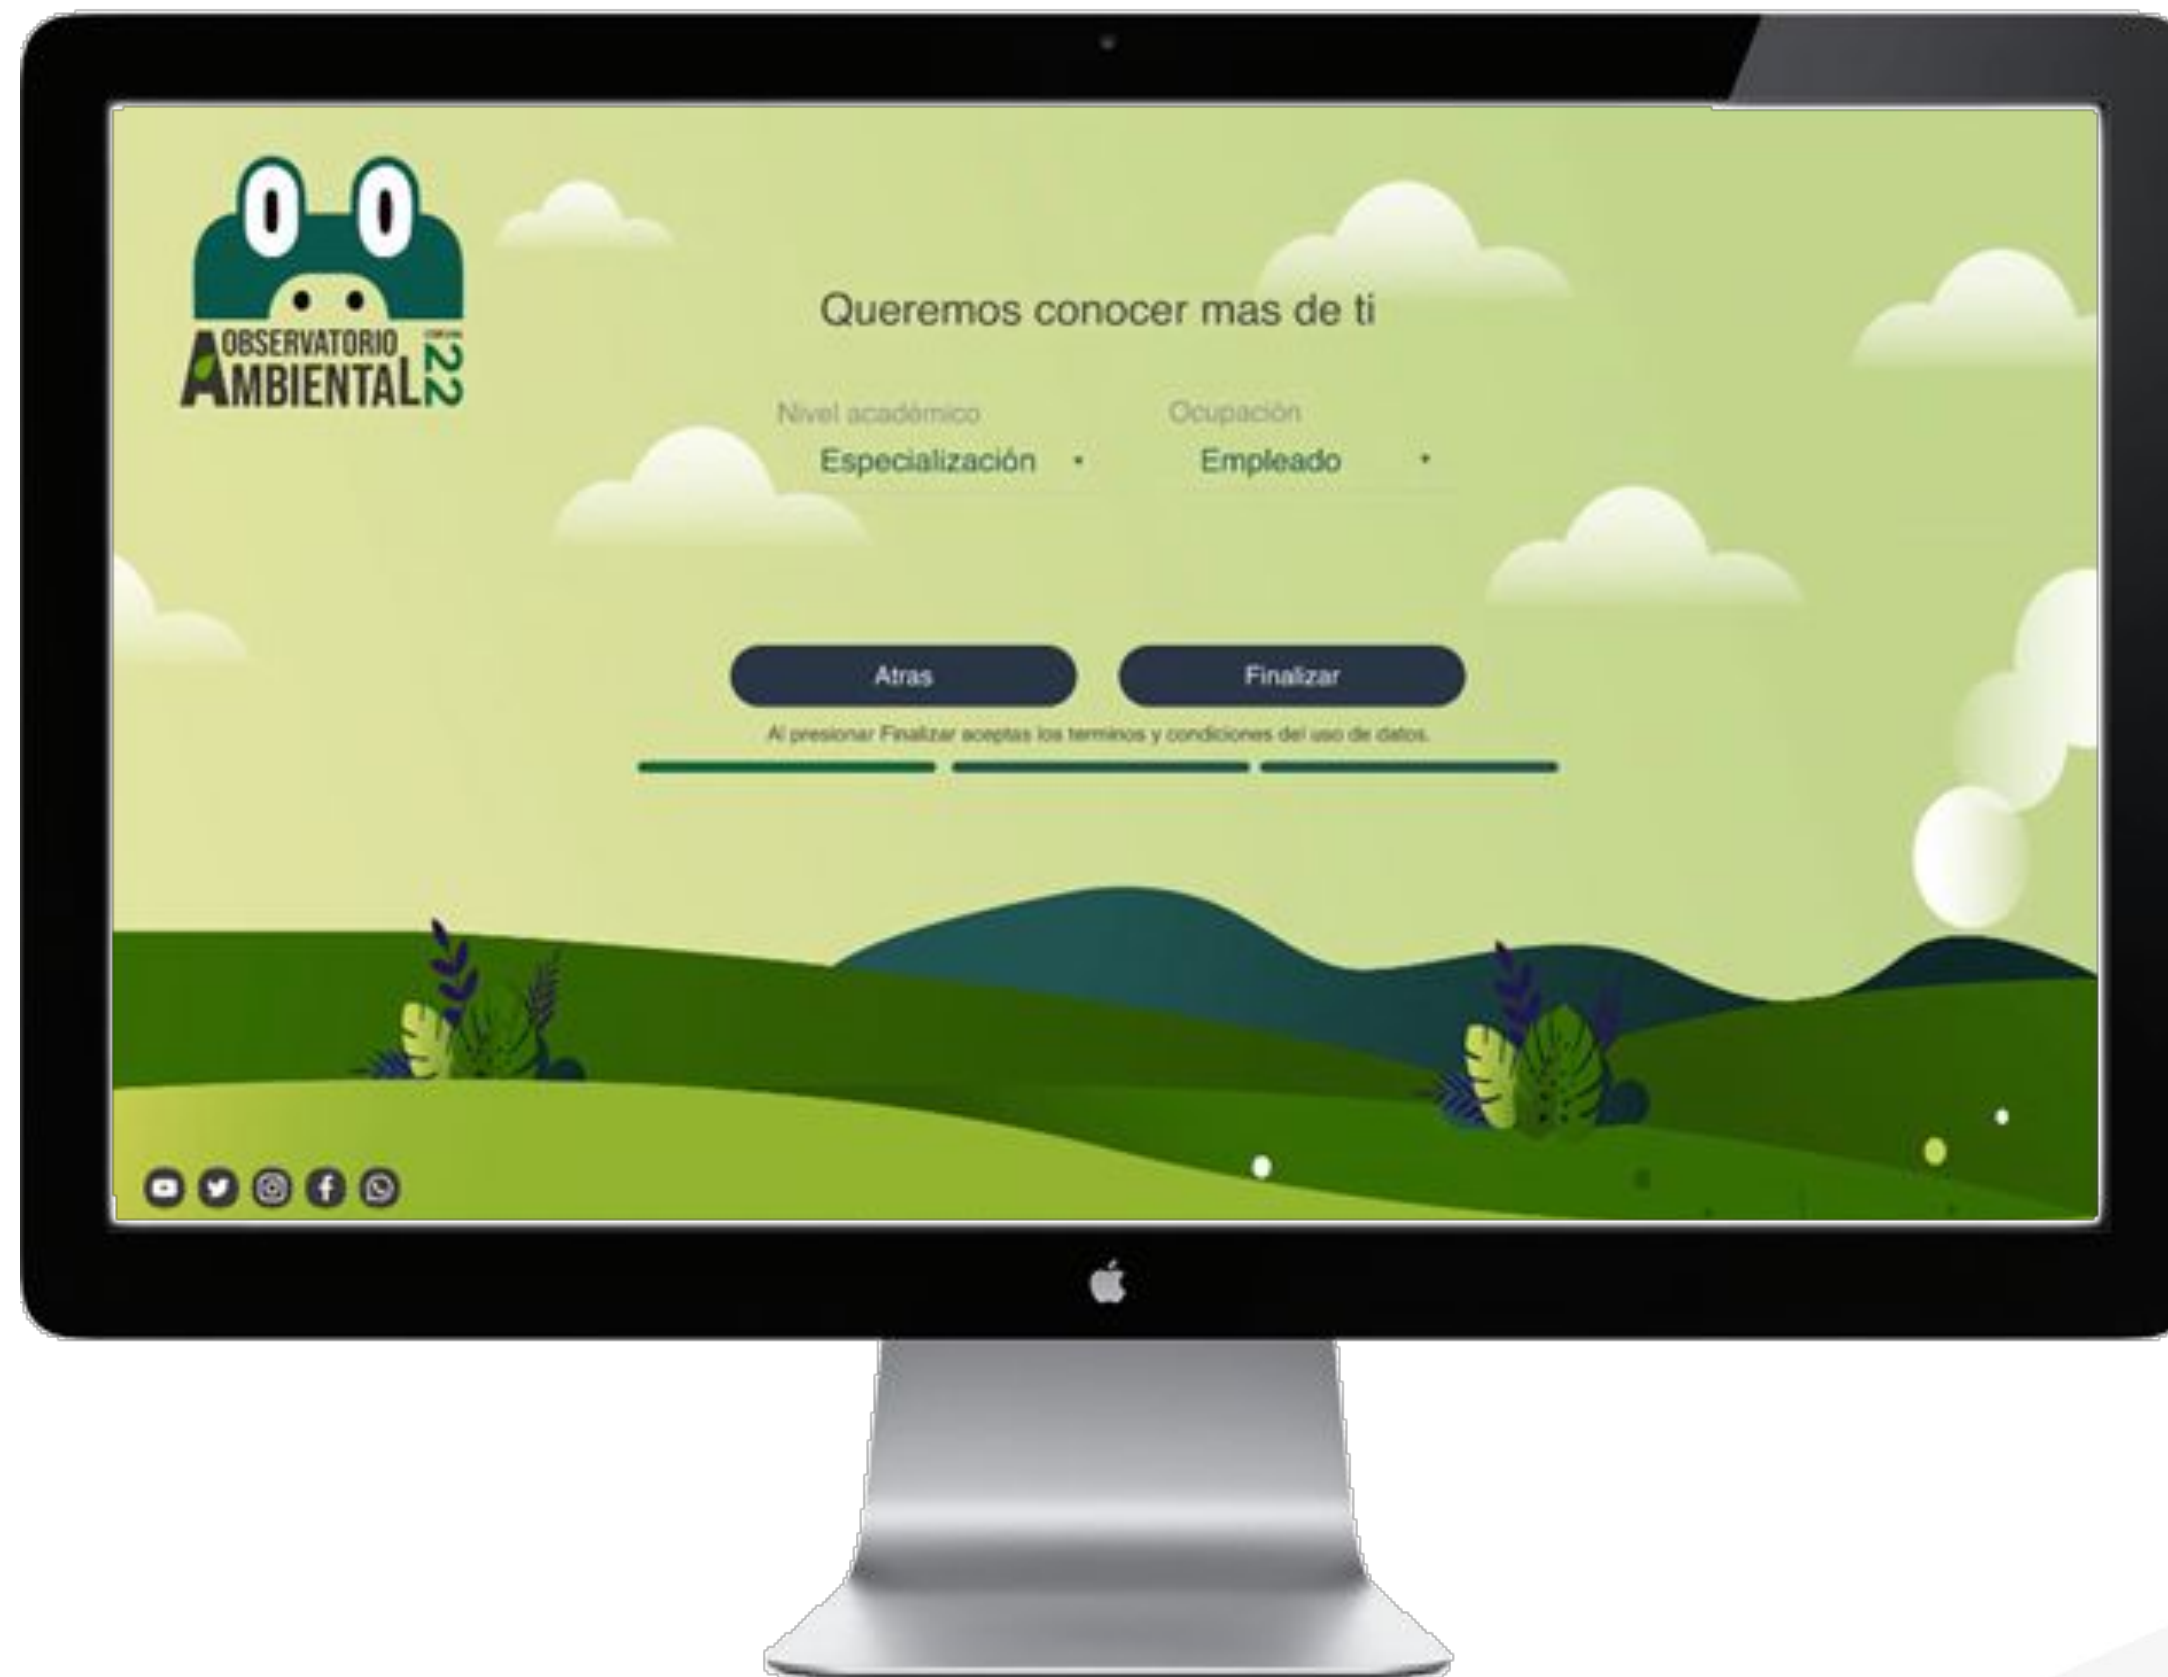 OBSERVATORIO
AMBIENTAL
22
Queremos conocer mas de ti
Nivel académico
Ocupación
Especialización
Empleado
Atras
Finalizar
Al presionar Finalizar aceptas los terminos y condiciones del uso de datos.